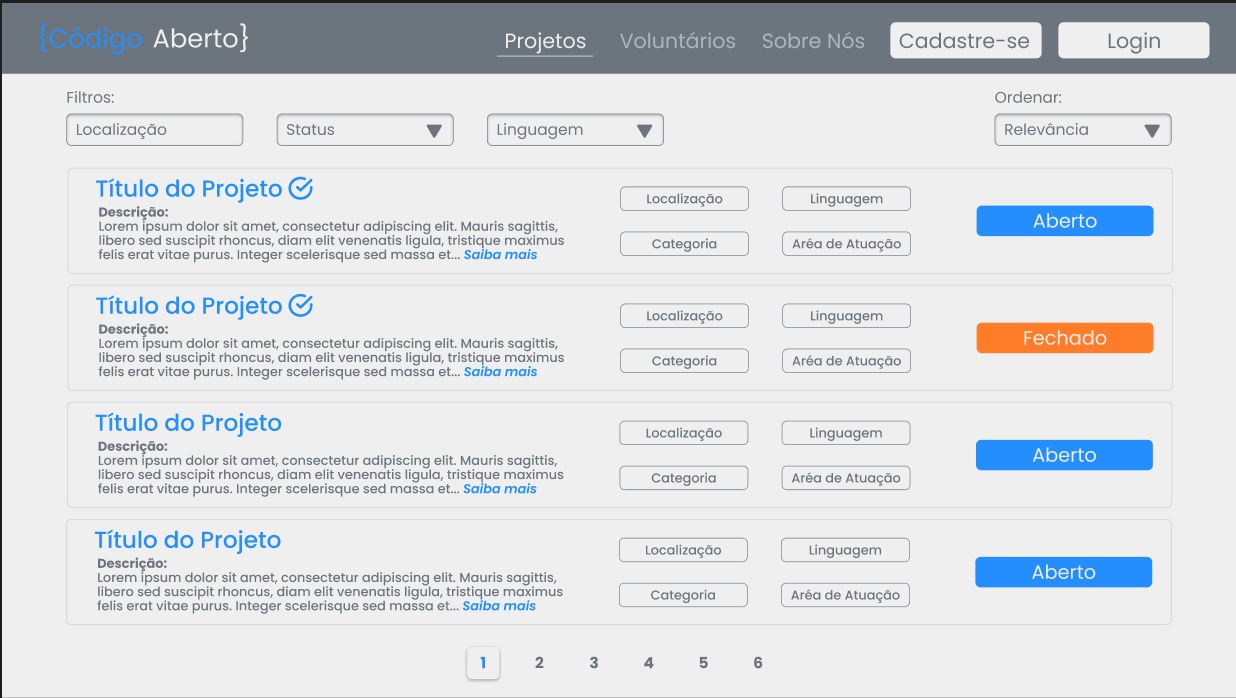 {Código Aberto}
Projetos
Voluntários
Sobre Nós
Cadastre-se
Login
Filtros:
Ordenar:
Localização
Status
Linguagem
Relevância
Título do Projeto
Descrição:
Lorem ipsum dolor sit amet, consectetur adipiscing elit. Mauris sagittis,
libero sed suscipit rhoncus, diam elit venenatis ligula, tristique maximus
felis erat vitae purus. Integer scelerisque sed massa et... Saiba mais
Localização
Linguagem
Categoria
Aréa de Atuação
Aberto
Título do Projeto
Descrição:
Lorem ipsum dolor sit amet, consectetur adipiscing elit. Mauris sagittis,
libero sed suscipit rhoncus, diam elit venenatis ligula, tristique maximus
felis erat vitae purus. Integer scelerisque sed massa et... Saiba mais
Localização
Linguagem
Categoria
Aréa de Atuação
Fechado
Título do Projeto
Descrição:
Lorem ipsum dolor sit amet, consectetur adipiscing elit. Mauris sagittis,
libero sed suscipit rhoncus, diam elit venenatis ligula, tristique maximus
felis erat vitae purus. Integer scelerisque sed massa et... Saiba mais
Localização
Linguagem
Categoria
Aréa de Atuação
Aberto
Título do Projeto
Descrição:
Lorem ipsum dolor sit amet, consectetur adipiscing elit. Mauris sagittis,
libero sed suscipit rhoncus, diam elit venenatis ligula, tristique maximus
felis erat vitae purus. Integer scelerisque sed massa et... Saiba mais
Localização
Linguagem
Categoria
Aréa de Atuação
Aberto
1 2 3 4 5 6